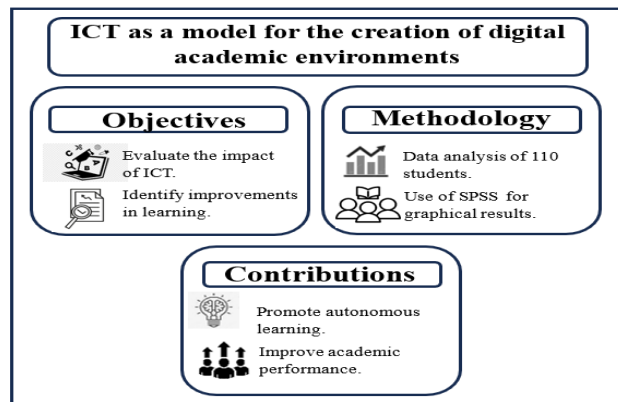 ICT as a model for the creation of digital
academic environments
Objectives
Evaluate the impact
of ICT.
Identify improvements
in learning.
Methodology
Data analysis of 110
students.
Use of SPSS for
graphical results.
Contributions
Promote autonomous
learning.
Improve academic
performance.